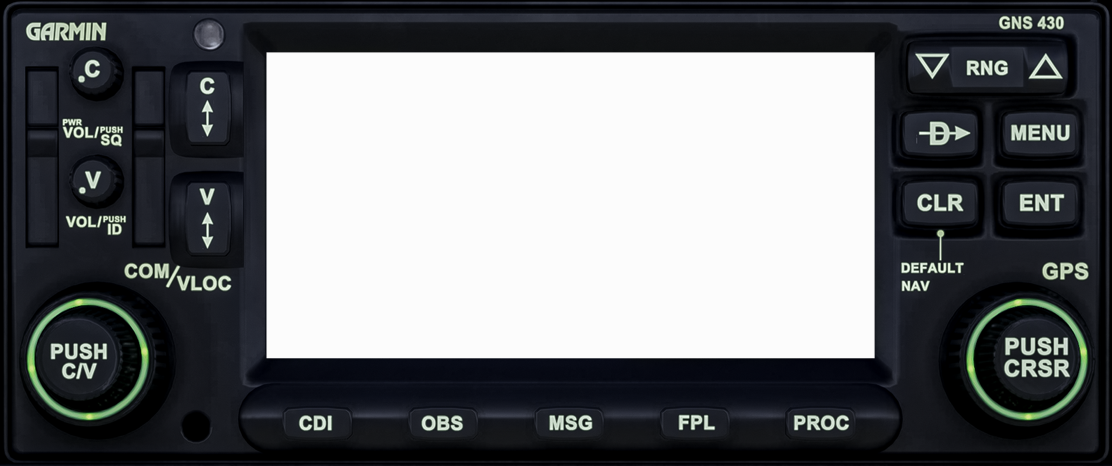 GARMIN
GNS 430
.C
C
PWR
VOL/PUSH SQ
.V
V
VOL/PUSH ID
COM/VLOC
PUSH
C/V
RNG
D
MENU
CLR
ENT
DEFAULT
NAV
GPS
PUSH
CRSR
CDI
OBS
MSG
FPL
PROC